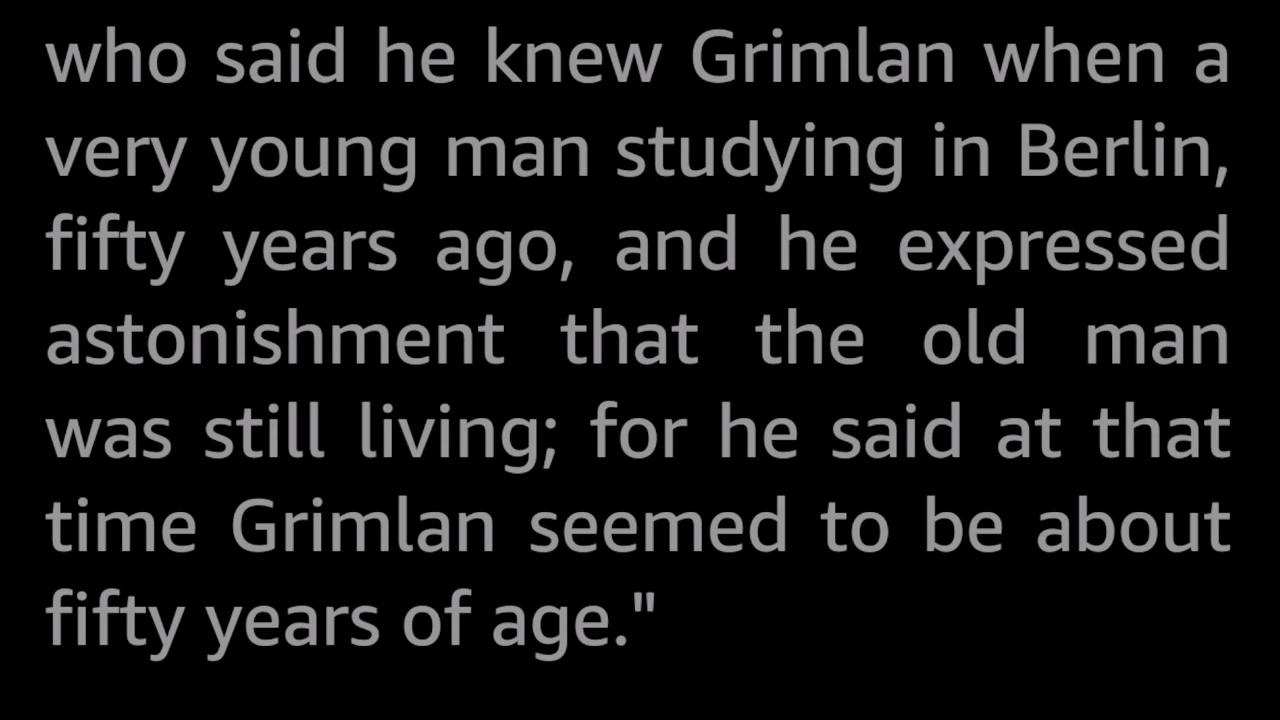 who said he knew Grimlan when a
very young man studying in Berlin,
fifty years ago, and he expressed
astonishment that the old man
was still living; for he said at that
time Grimlan seemed to be about
fifty years of age."